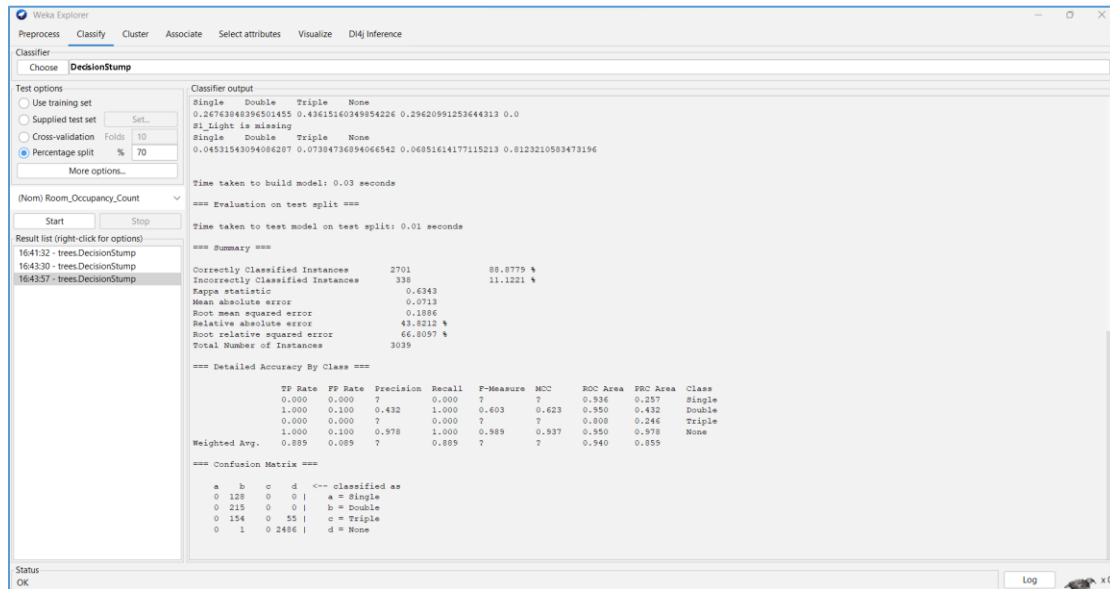 Weka Explorer
Preprocess Classify Cluster Associate Select attributes Visualize Dl4j Inference
Classifier
Choose DecisionStump
Test options
Use training set
Supplied test set Set...
Cross-validation Folds 10
Percentage split % 70
More options...
(Nom) Room_Occupancy_Count
Start Stop
Result list (right-click for options)
16:41:32 - trees.DecisionStump
16:43:30 - trees.DecisionStump
16:43:57 - trees.DecisionStump
Classifier output
Single Double Triple None
0.26763848396501455 0.43615160349854226 0.29620991253644313 0.0
S1_Light is missing
Single Double Triple None
0.04531543094086287 0.07384736894066542 0.06851614177115213 0.8123210583473196
Time taken to build model: 0.03 seconds
=== Evaluation on test split ===
Time taken to test model on test split: 0.01 seconds
=== Summary ===
Correctly Classified Instances 2701 88.8779 %
Incorrectly Classified Instances 338 11.1221 %
Kappa statistic 0.6343
Mean absolute error 0.0713
Root mean squared error 0.1886
Relative absolute error 43.8212 %
Root relative squared error 66.8097 %
Total Number of Instances 3039
=== Detailed Accuracy By Class ===
TP Rate FP Rate Precision Recall F-Measure MCC ROC Area PRC Area Class
0.000 0.000 ? 0.000 ? ? 0.936 0.257 Single
1.000 0.100 0.432 1.000 0.603 0.623 0.950 0.432 Double
0.000 0.000 ? 0.000 ? ? 0.808 0.246 Triple
1.000 0.100 0.978 1.000 0.989 0.937 0.950 0.978 None
Weighted Avg. 0.889 0.089 ? 0.889 ? ? 0.940 0.859
=== Confusion Matrix ===
a b c d <-- classified as
0 128 0 0 | a = Single
0 215 0 0 | b = Double
0 154 0 55 | c = Triple
0 1 0 2486 | d = None
Status
OK
Log
x 0